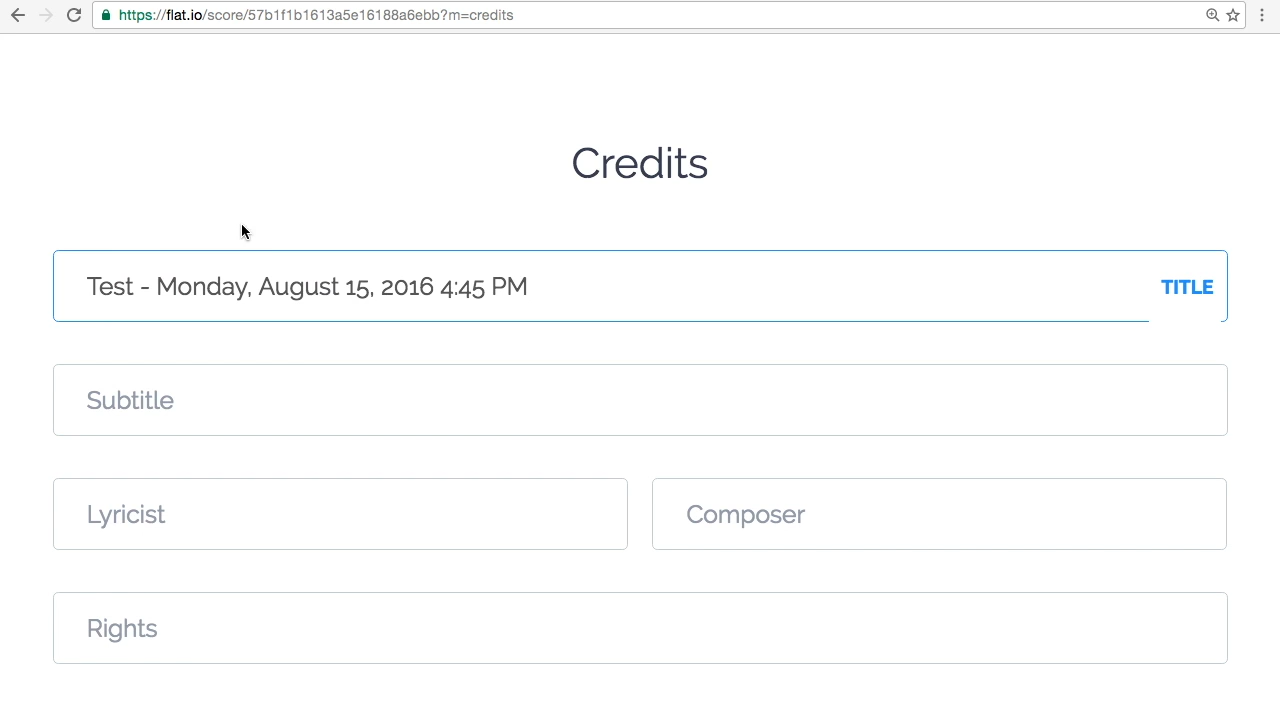 https://flat.io/score/57b1f1b1613a5e16188a6ebb?m=credits
Credits
Test - Monday, August 15, 2016 4:45 PM
TITLE
Subtitle
Lyricist
Composer
Rights